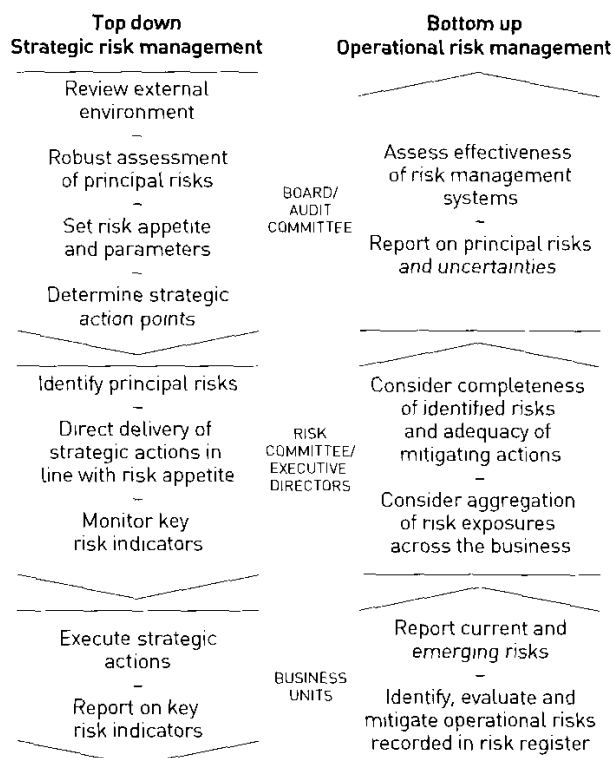 Top down
Strategic risk management
Review external
environment
–
Robust assessment
of principal risks
–
Set risk appetite
and parameters
–
Determine strategic
action points
Identify principal risks
–
Direct delivery of
strategic actions in
line with risk appetite
–
Monitor key
risk indicators
Execute strategic
actions
–
Report on key
risk indicators
BOARD/
AUDIT
COMMITTEE
RISK
COMMITTEE/
EXECUTIVE
DIRECTORS
BUSINESS
UNITS
Bottom up
Operational risk management
Assess effectiveness
of risk management
systems
–
Report on principal risks
and uncertainties
Consider completeness
of identified risks
and adequacy of
mitigating actions
–
Consider aggregation
of risk exposures
across the business
Report current and
emerging risks
–
Identify, evaluate and
mitigate operational risks
recorded in risk register